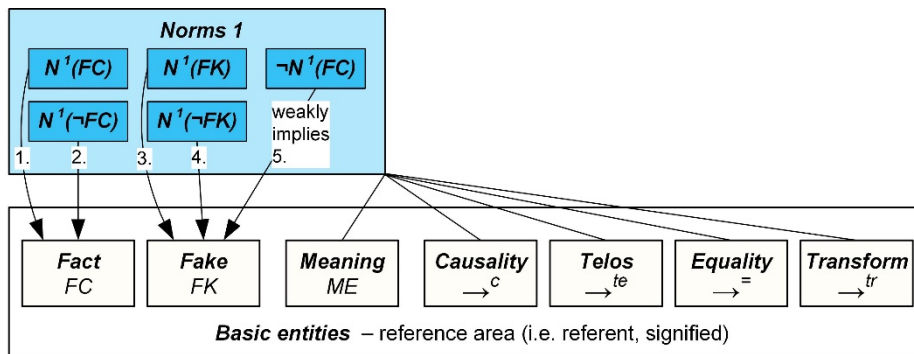 Norms 1
N¹(FC) N¹(FK) ¬N¹(FC)
N¹(¬FC) N¹(¬FK)
weakly
implies
1. 2. 3. 4. 5.
Fact Fake Meaning Causality Telos Equality Transform
FC FK ME →ᶜ →ᵗᵉ →⁼ →ᵗʳ
Basic entities – reference area (i.e. referent, signified)